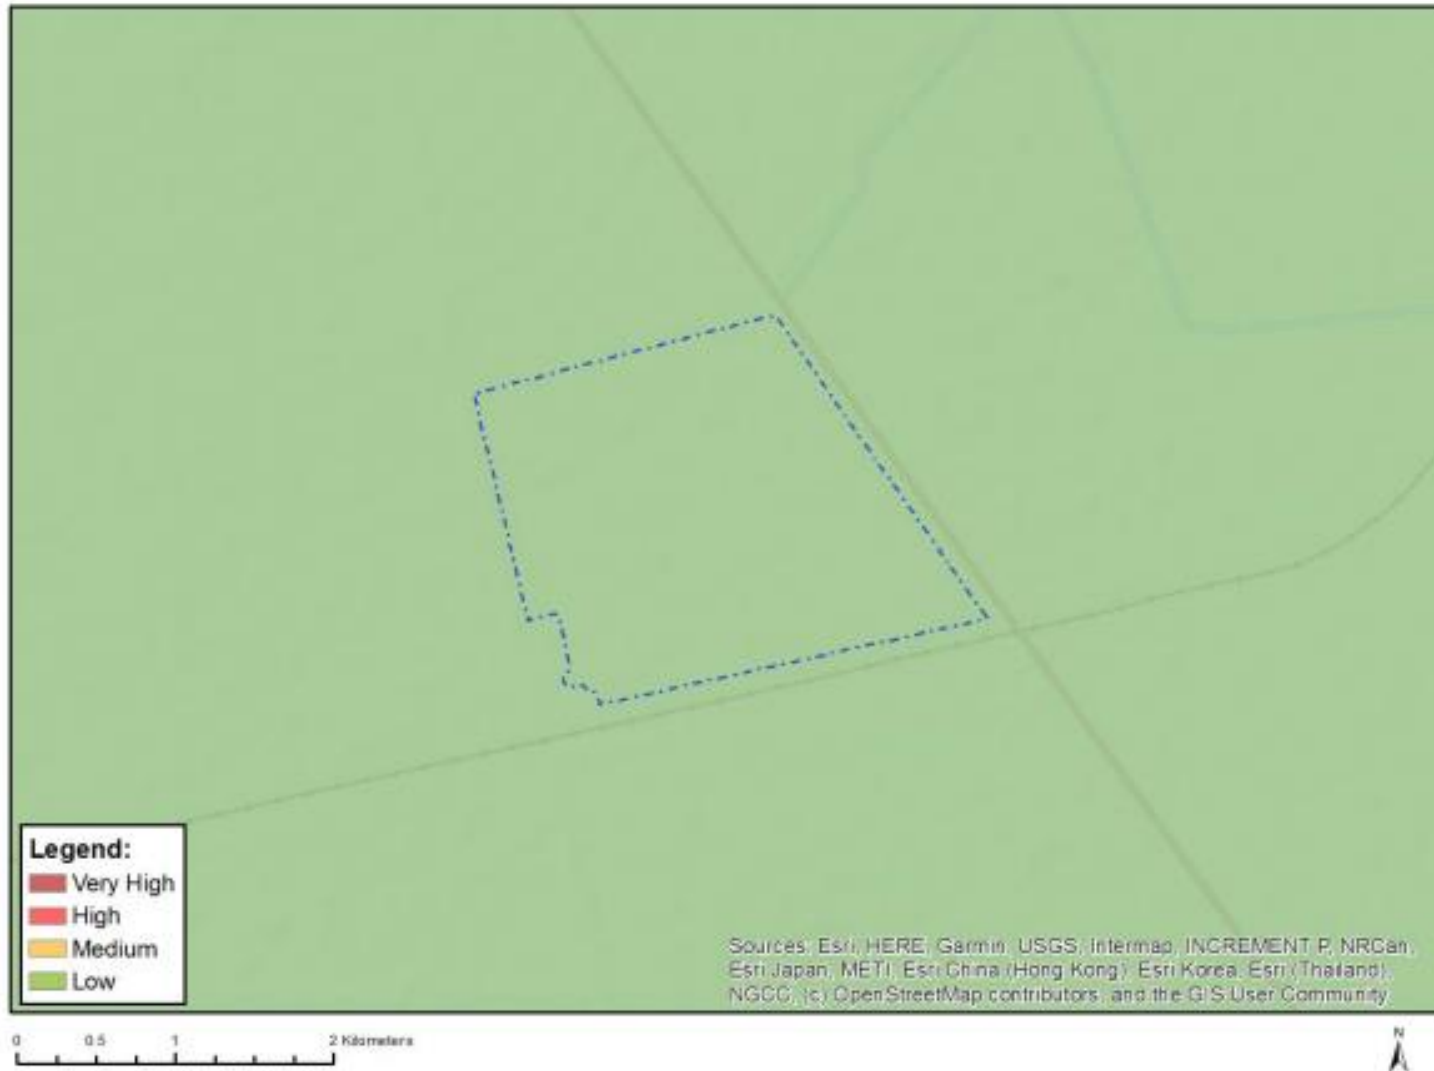 Legend:
Very High
High
Medium
Low
Sources: Esri, HERE, Garmin, USGS, Intermap, INCREMENT P, NRCan,
Esri Japan, METI, Esri China (Hong Kong), Esri Korea, Esri (Thailand),
NGCC, (c) OpenStreetMap contributors, and the GIS User Community
0 0.5 1 2 Kilometers
N